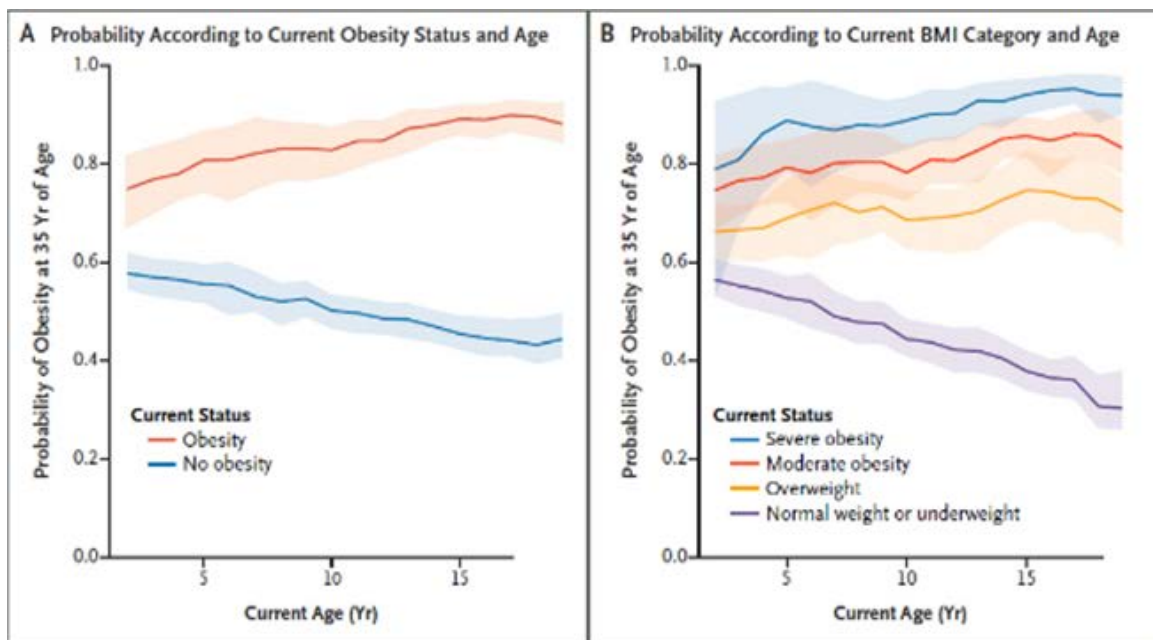 A Probability According to Current Obesity Status and Age
Probability of Obesity at 35 Yr of Age
1.0
0.8
0.6
0.4
0.2
0.0
Current Status
Obesity
No obesity
5 10 15
Current Age (Yr)
B Probability According to Current BMI Category and Age
Probability of Obesity at 35 Yr of Age
1.0
0.8
0.6
0.4
0.2
0.0
Current Status
Severe obesity
Moderate obesity
Overweight
Normal weight or underweight
5 10 15
Current Age (Yr)